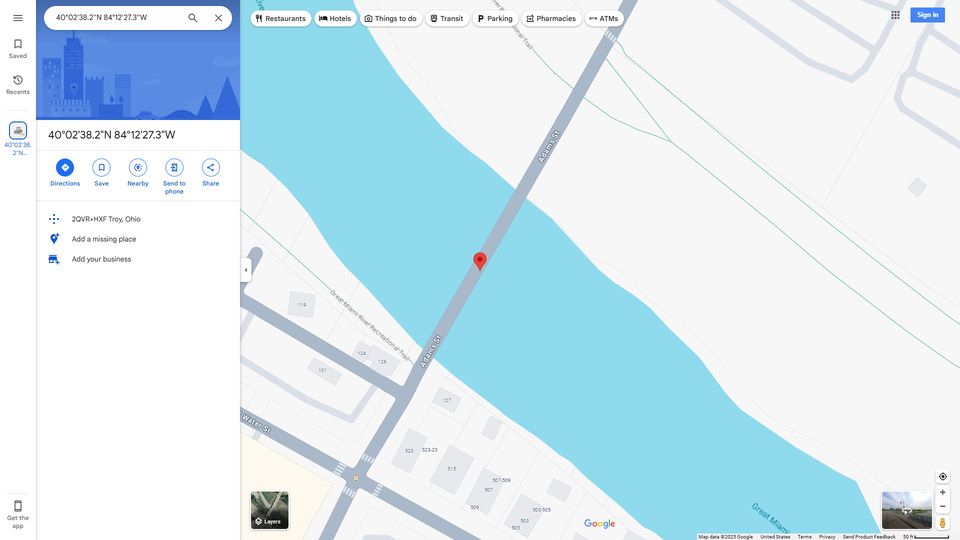 40°02'38.2"N 84°12'27.3"W
Restaurants
Hotels
Things to do
Transit
Parking
Pharmacies
ATMs
Sign in
Saved
Recents
40°02'38.
2"N...
40°02'38.2"N 84°12'27.3"W
Directions
Save
Nearby
Send to
phone
Share
2QVR+HXF Troy, Ohio
Add a missing place
Add your business
Get the
app
Adams St
Adams St
Great Miami River Recreational Trail
Water St
119
124
128
101
127
523
523-23
515
507-509
507
509
503-505
503
505
Great Miami
Layers
Google
Map data ©2025 Google
United States
Terms
Privacy
Send Product Feedback
50 ft